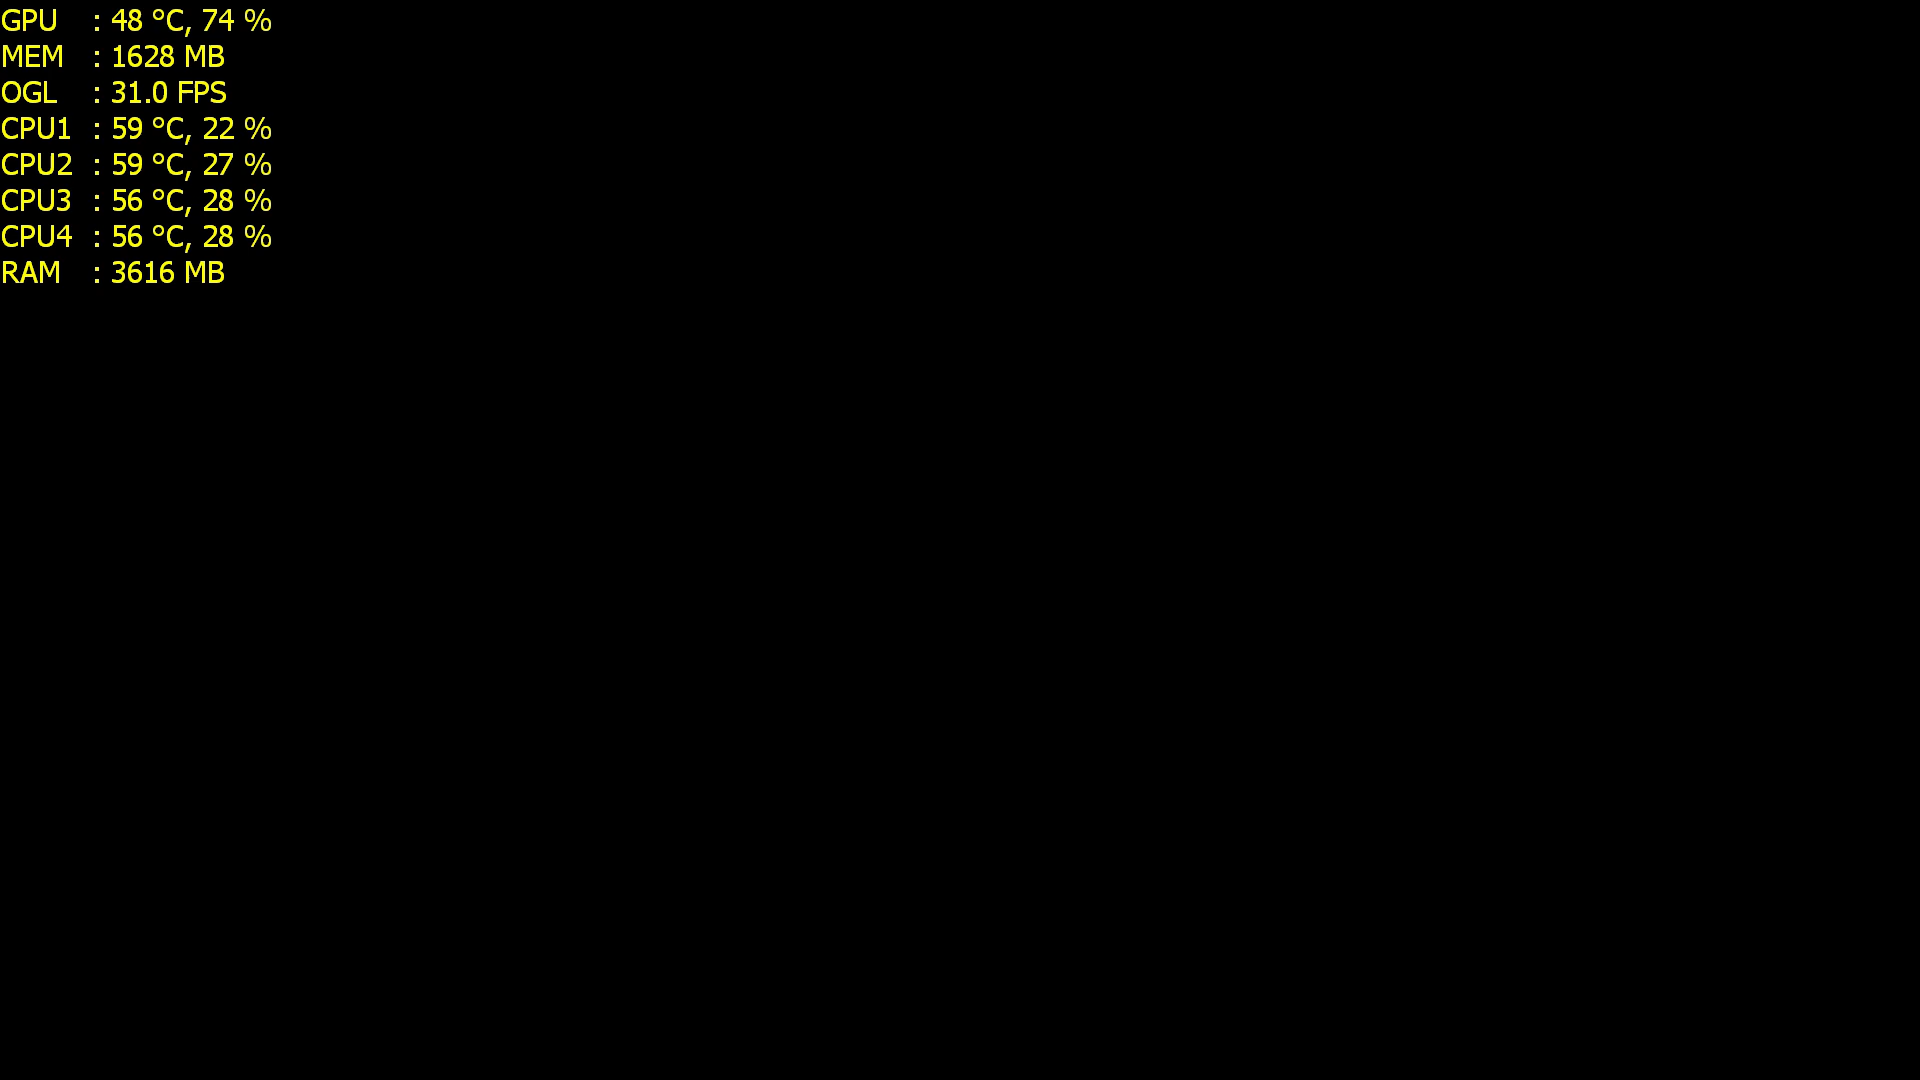 GPU : 48 °C, 74 %
MEM : 1628 MB
OGL : 31.0 FPS
CPU1 : 59 °C, 22 %
CPU2 : 59 °C, 27 %
CPU3 : 56 °C, 28 %
CPU4 : 56 °C, 28 %
RAM : 3616 MB